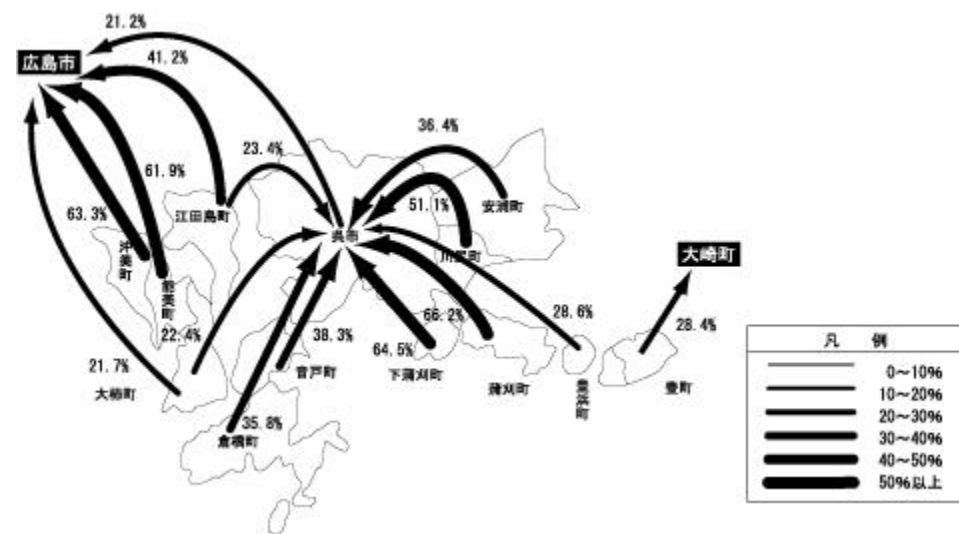 21.2%
広島市
41.2%
23.4%
36.4%
61.9%
51.1%
安浦町
63.3%
江田島町
呉市
川尻町
大崎町
沖美町
能美町
22.4%
38.3%
66.2%
28.6%
28.4%
21.7%
64.5%
大柿町
音戸町
下蒲刈町
蒲刈町
豊浜町
豊町
35.8%
倉橋町
凡 例
0～10%
10～20%
20～30%
30～40%
40～50%
50%以上